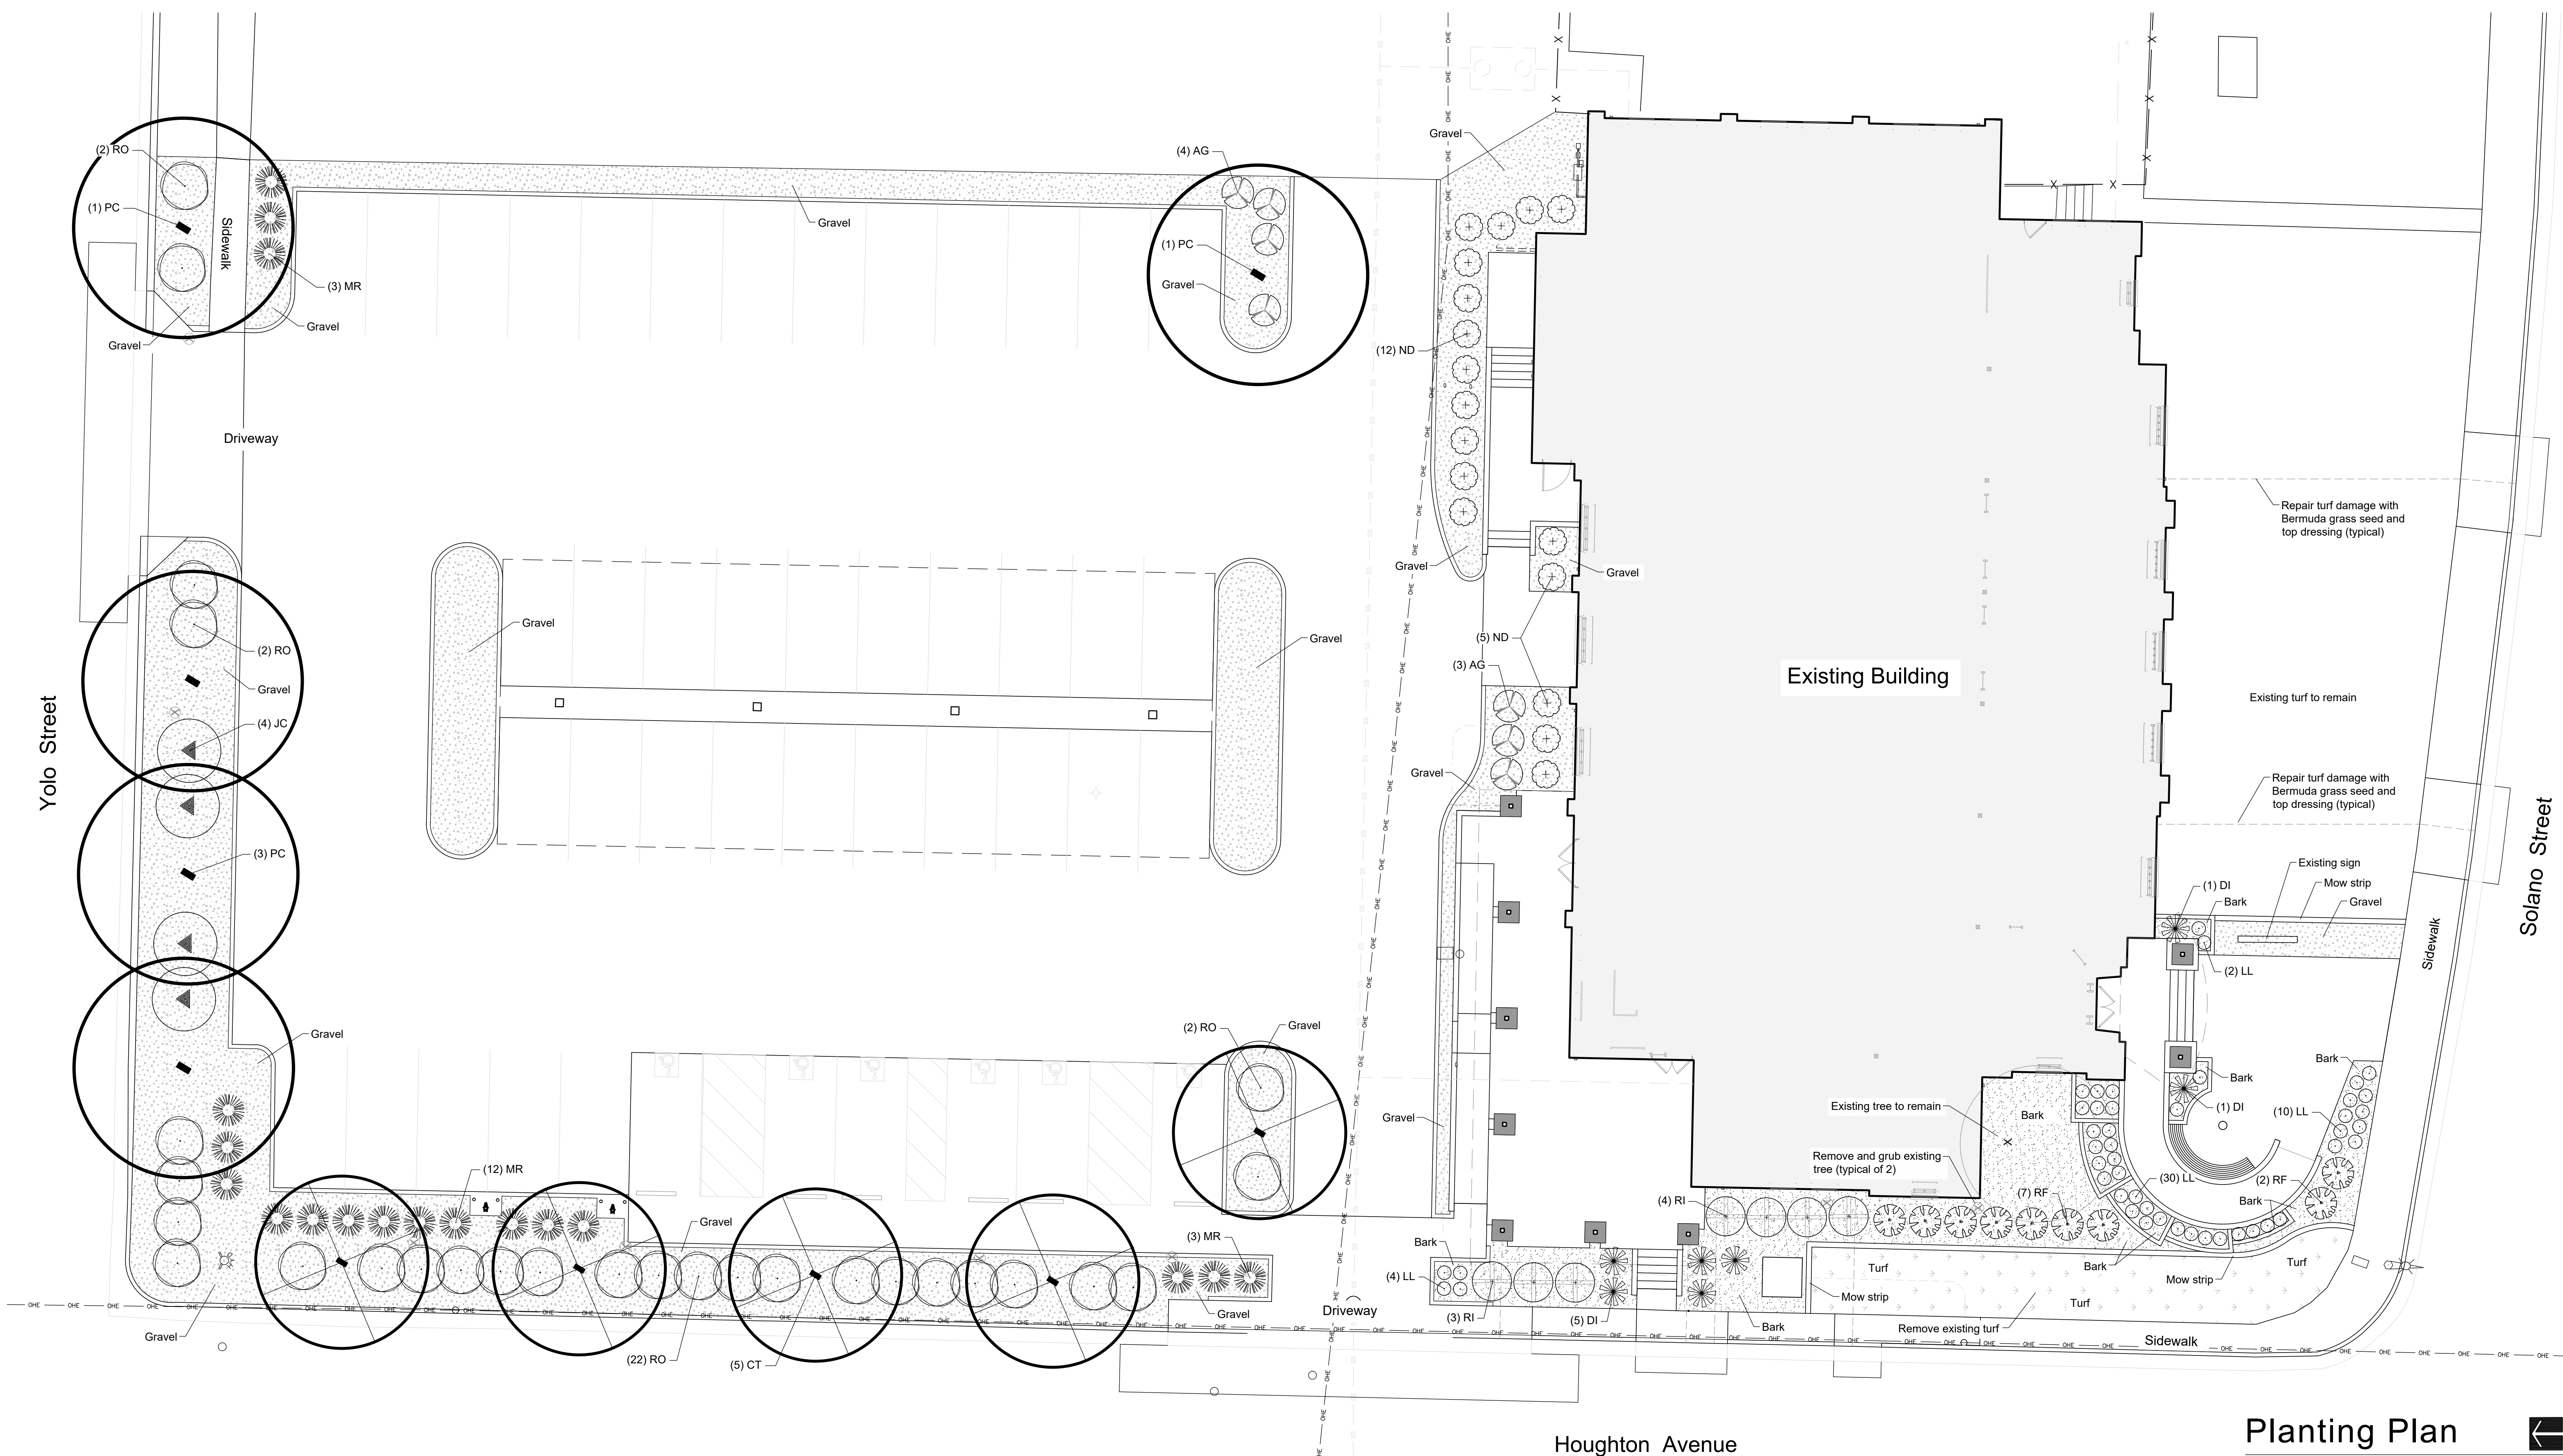 (2) RO
(1) PC
Sidewalk
(3) MR
Gravel
Gravel
Driveway
Gravel
(4) AG
(1) PC
Gravel
Gravel
(12) ND
Gravel
Gravel
(5) ND
(3) AG
Gravel
Existing Building
Repair turf damage with
Bermuda grass seed and
top dressing (typical)
Existing turf to remain
Repair turf damage with
Bermuda grass seed and
top dressing (typical)
Existing sign
Mow strip
Gravel
(1) DI
Bark
(2) LL
Sidewalk
Solano Street
Yolo Street
(2) RO
Gravel
(4) JC
(3) PC
Gravel
Gravel
Gravel
(2) RO
Gravel
Gravel
(12) MR
Gravel
(3) MR
Gravel
Gravel
(22) RO
(5) CT
Driveway
Bark
(4) LL
(3) RI
(5) DI
Bark
(4) RI
Existing tree to remain
Remove and grub existing
tree (typical of 2)
Bark
(7) RF
(30) LL
Bark
(1) DI
Bark
(10) LL
(2) RF
Bark
Bark
Mow strip
Turf
Turf
Turf
Mow strip
Remove existing turf
Sidewalk
OHE
Houghton Avenue
Planting Plan